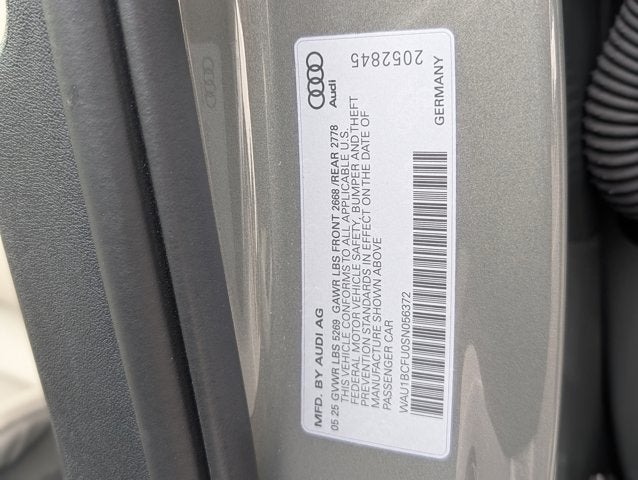 MFD. BY AUDI AG
05 25 GVWR LBS 5269 GAWR LBS FRONT 2668 /REAR 2778
THIS VEHICLE CONFORMS TO ALL APPLICABLE U.S.
FEDERAL MOTOR VEHICLE SAFETY, BUMPER AND THEFT
PREVENTION STANDARDS IN EFFECT ON THE DATE OF
MANUFACTURE SHOWN ABOVE
PASSENGER CAR
WAU1BCFU0SN056372
Audi
2052845
GERMANY